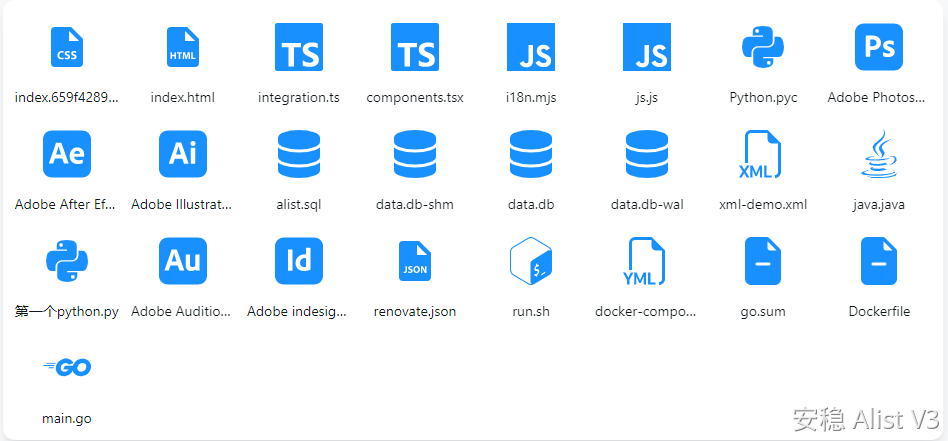 CSS HTML TS TS JS JS Ps
index.659f4289... index.html integration.ts components.tsx i18n.mjs js.js Python.pyc Adobe Photos...
Ae Ai XML
Adobe After Ef... Adobe Illustrat... alist.sql data.db-shm data.db data.db-wal xml-demo.xml java.java
Au Id JSON $_ YML
第一个python.py Adobe Auditio... Adobe indesig... renovate.json run.sh docker-compo... go.sum Dockerfile
GO
main.go
安稳 Alist V3